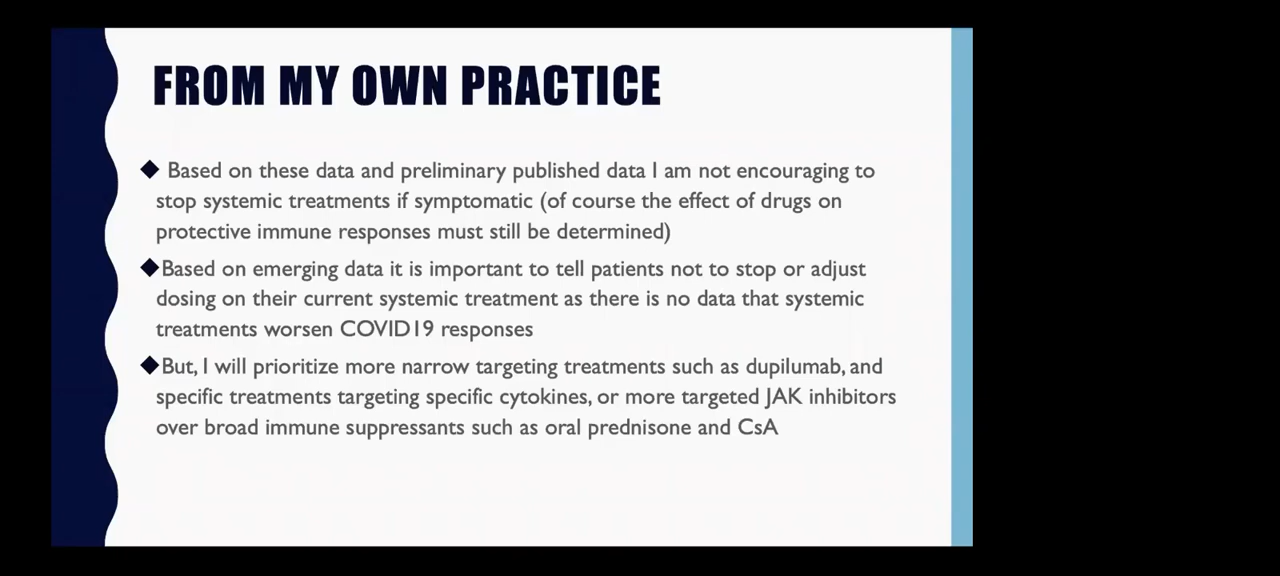 FROM MY OWN PRACTICE
◆ Based on these data and preliminary published data I am not encouraging to
stop systemic treatments if symptomatic (of course the effect of drugs on
protective immune responses must still be determined)
◆Based on emerging data it is important to tell patients not to stop or adjust
dosing on their current systemic treatment as there is no data that systemic
treatments worsen COVID19 responses
◆But, I will prioritize more narrow targeting treatments such as dupilumab, and
specific treatments targeting specific cytokines, or more targeted JAK inhibitors
over broad immune suppressants such as oral prednisone and CsA